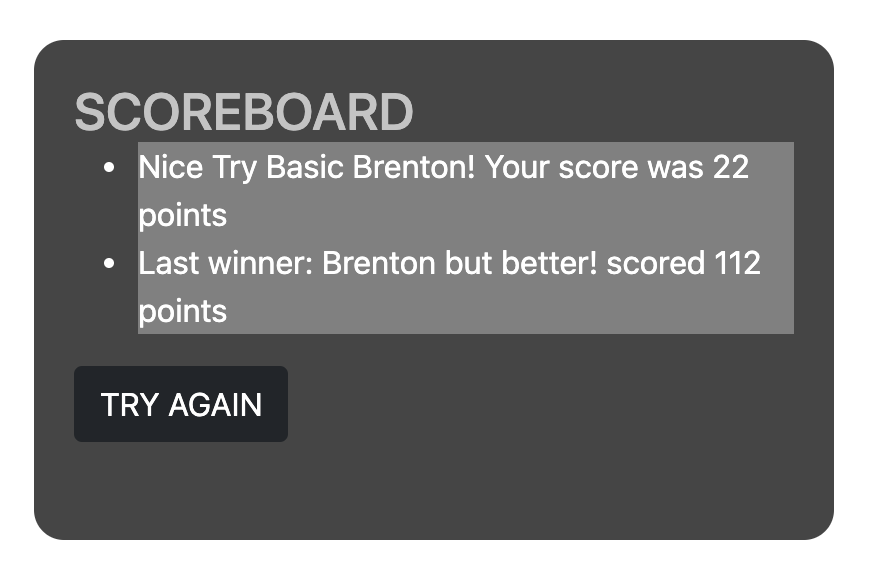 SCOREBOARD
• Nice Try Basic Brenton! Your score was 22
points
• Last winner: Brenton but better! scored 112
points
TRY AGAIN